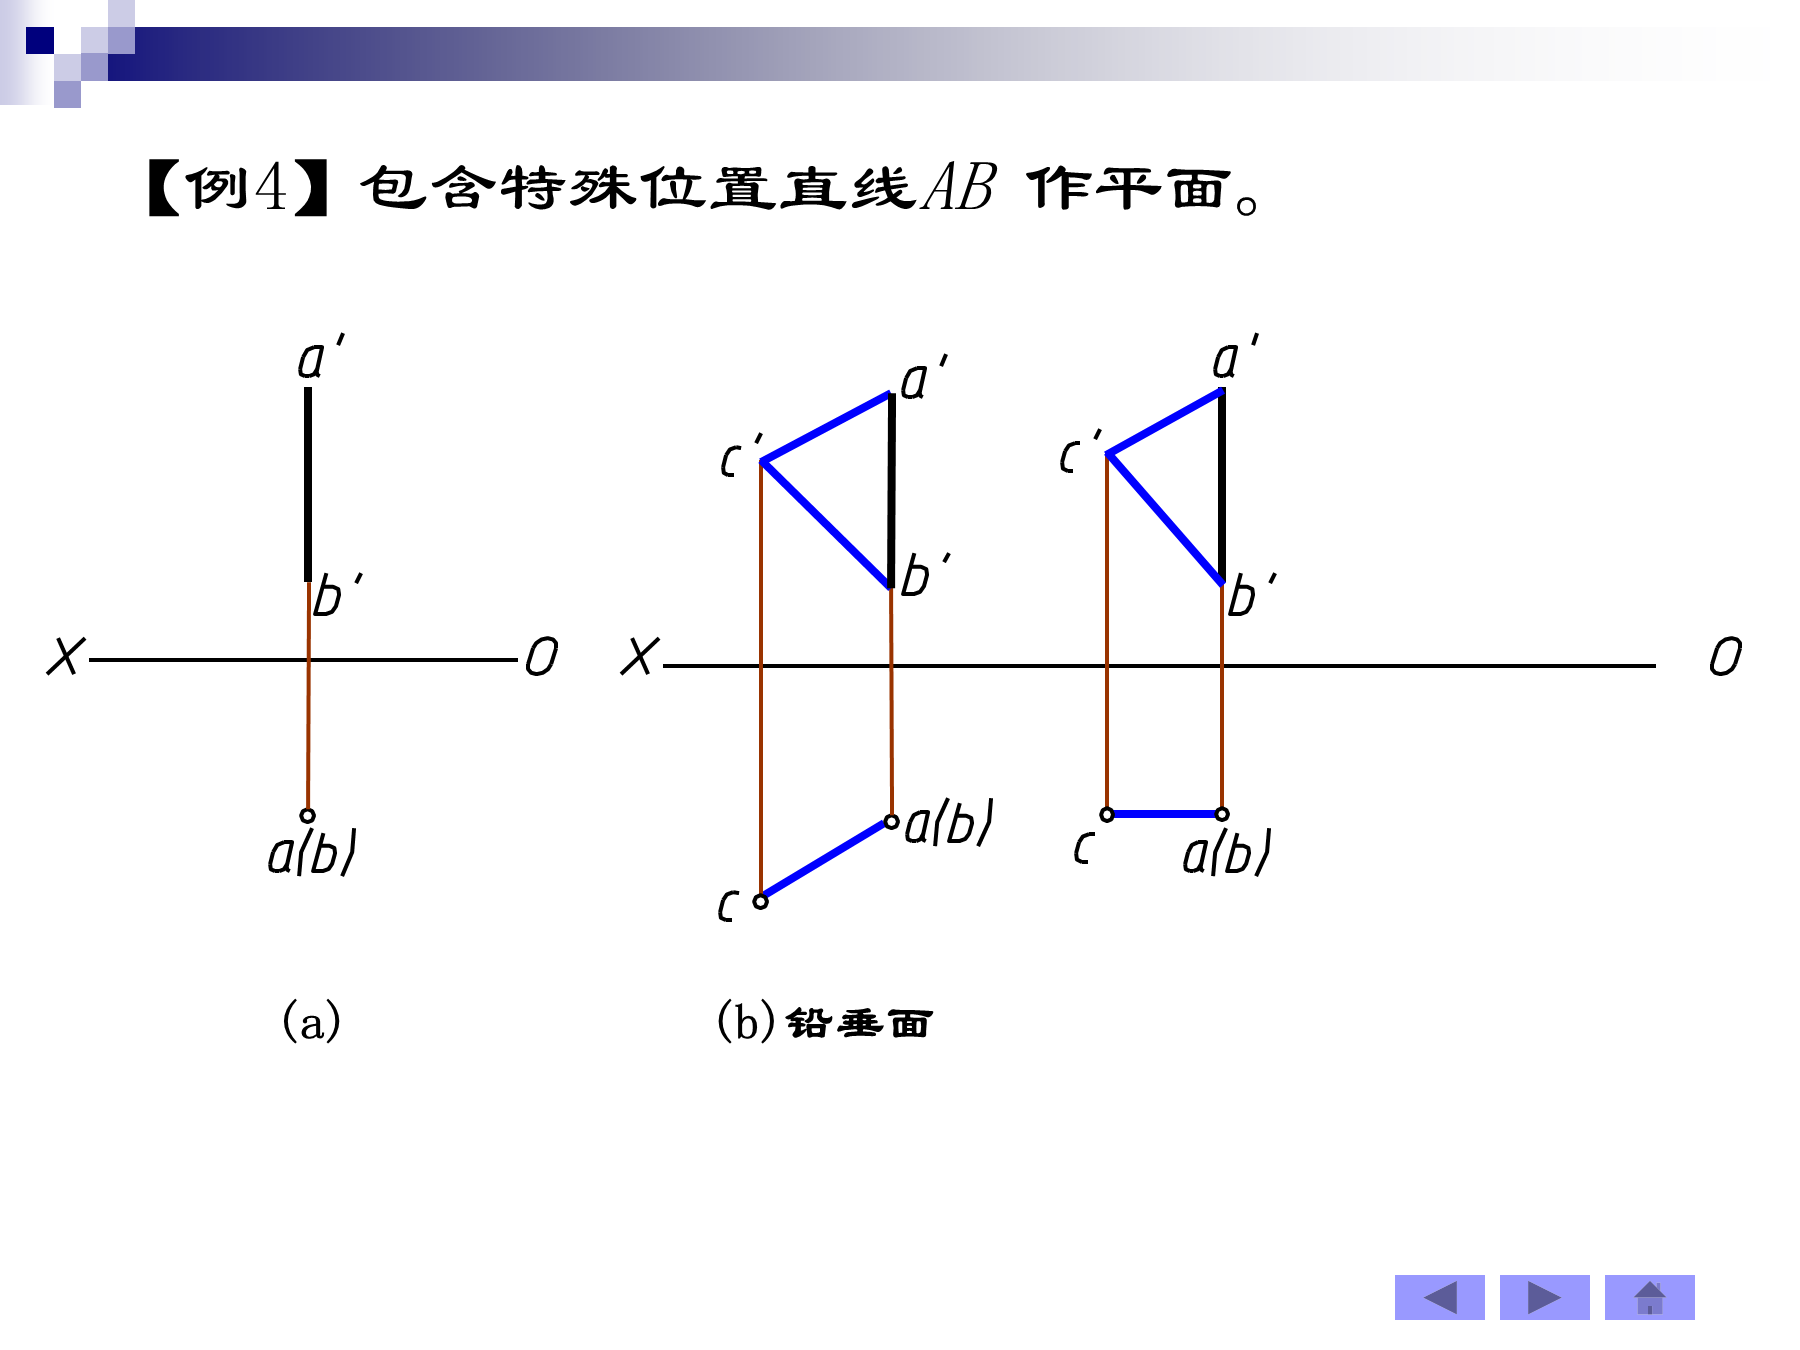 【例4】包含特殊位置直线AB 作平面。
a′ a′ a′
c′ c′
b′ b′ b′
X O X O
a(b) a(b) a(b)
c c
(a) (b)铅垂面